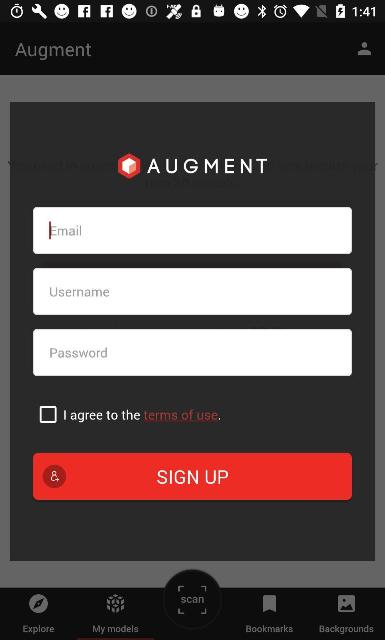 1:41
Augment
AUGMENT
Email
Username
Password
I agree to the terms of use.
SIGN UP
scan
Explore
My models
Bookmarks
Backgrounds